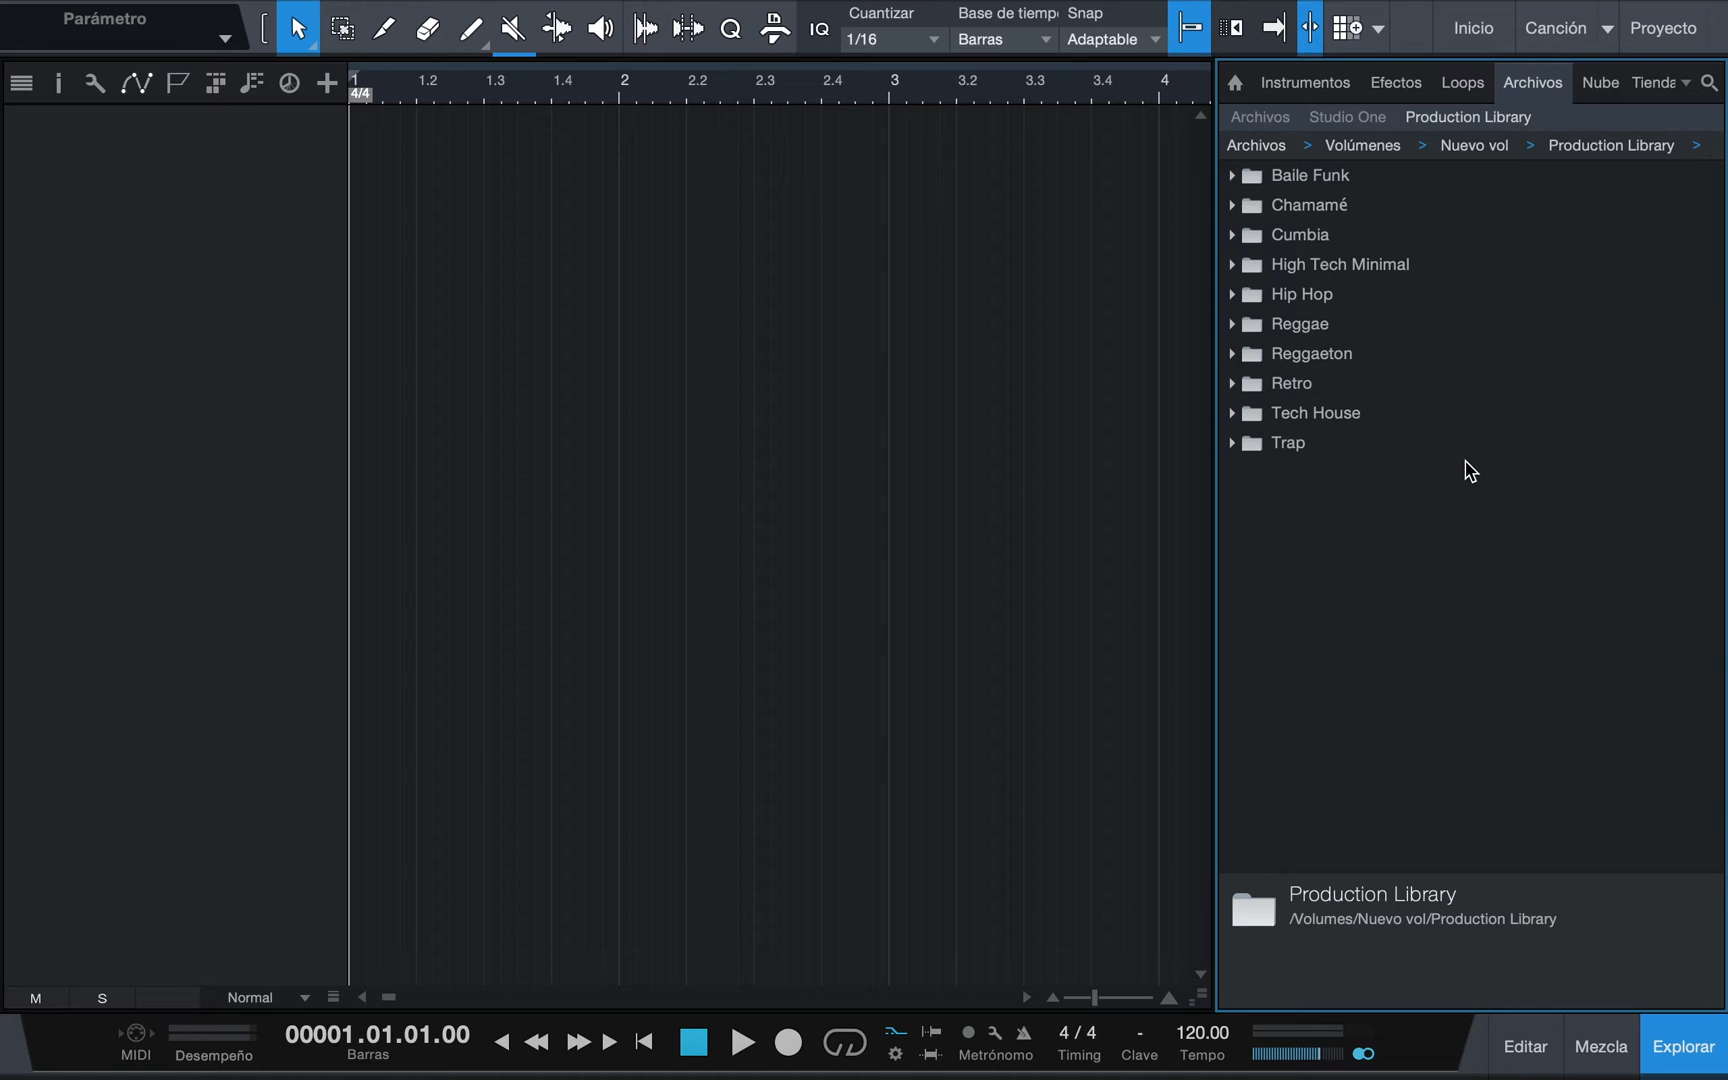 Parámetro
IQ
Cuantizar
1/16
Base de tiempo
Barras
Snap
Adaptable
Inicio
Canción
Proyecto
1 1.2 1.3 1.4 2 2.2 2.3 2.4 3 3.2 3.3 3.4 4
4/4
Instrumentos Efectos Loops Archivos Nube Tienda
Archivos Studio One Production Library
Archivos > Volúmenes > Nuevo vol > Production Library >
Baile Funk
Chamamé
Cumbia
High Tech Minimal
Hip Hop
Reggae
Reggaeton
Retro
Tech House
Trap
Production Library
/Volumes/Nuevo vol/Production Library
M S Normal
MIDI
Desempeño
00001.01.01.00
Barras
Metrónomo
4 / 4
Timing
-
Clave
120.00
Tempo
Editar Mezcla Explorar